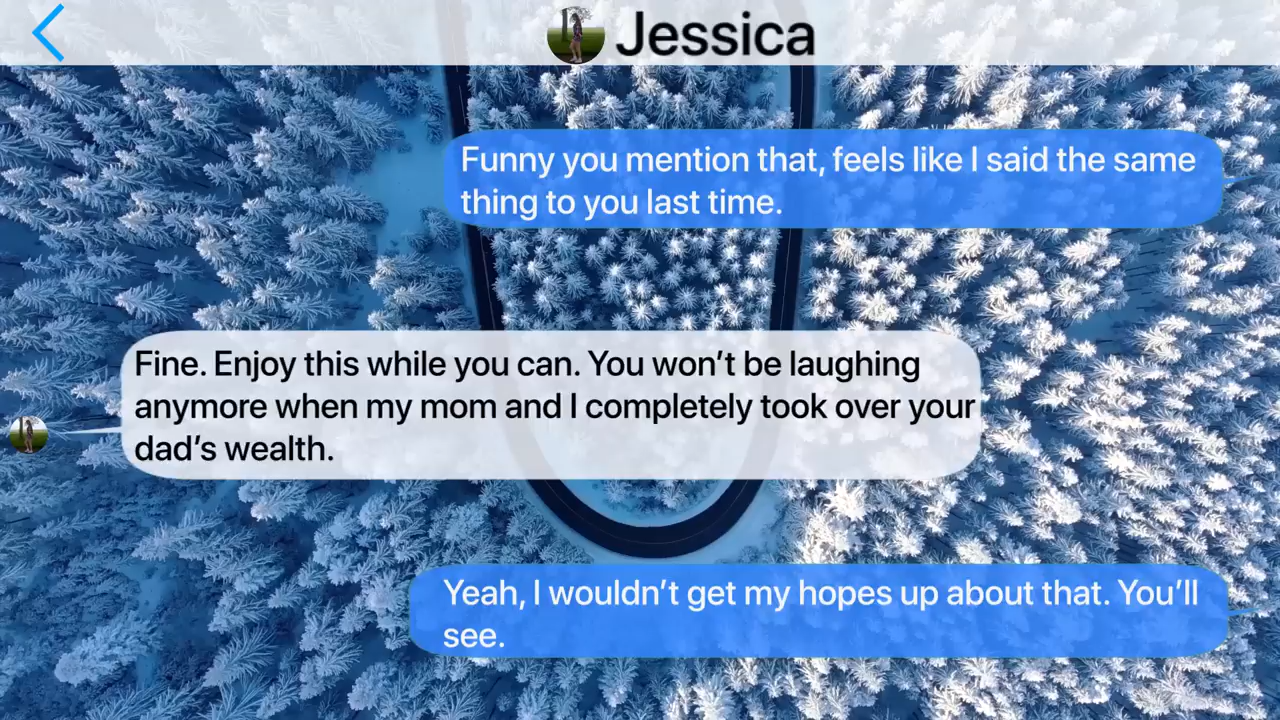 Jessica
Funny you mention that, feels like I said the same
thing to you last time.
Fine. Enjoy this while you can. You won’t be laughing
anymore when my mom and I completely took over your
dad’s wealth.
Yeah, I wouldn’t get my hopes up about that. You’ll
see.